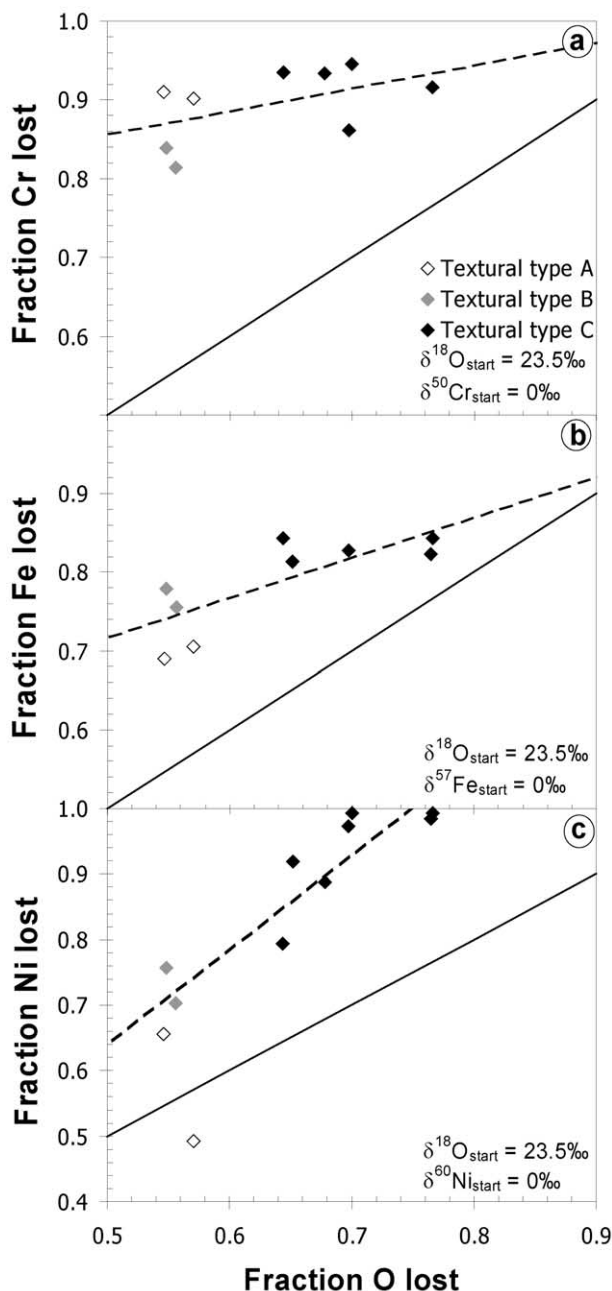 1.0
0.9
0.8
0.7
0.6
Fraction Cr lost
a
Textural type A
Textural type B
Textural type C
δ¹⁸Ostart = 23.5‰
δ⁵⁰Crstart = 0‰
0.9
0.8
0.7
0.6
0.5
Fraction Fe lost
b
δ¹⁸Ostart = 23.5‰
δ⁵⁷Festart = 0‰
1.0
0.9
0.8
0.7
0.6
0.5
0.4
Fraction Ni lost
c
δ¹⁸Ostart = 23.5‰
δ⁶⁰Nistart = 0‰
0.5 0.6 0.7 0.8 0.9
Fraction O lost